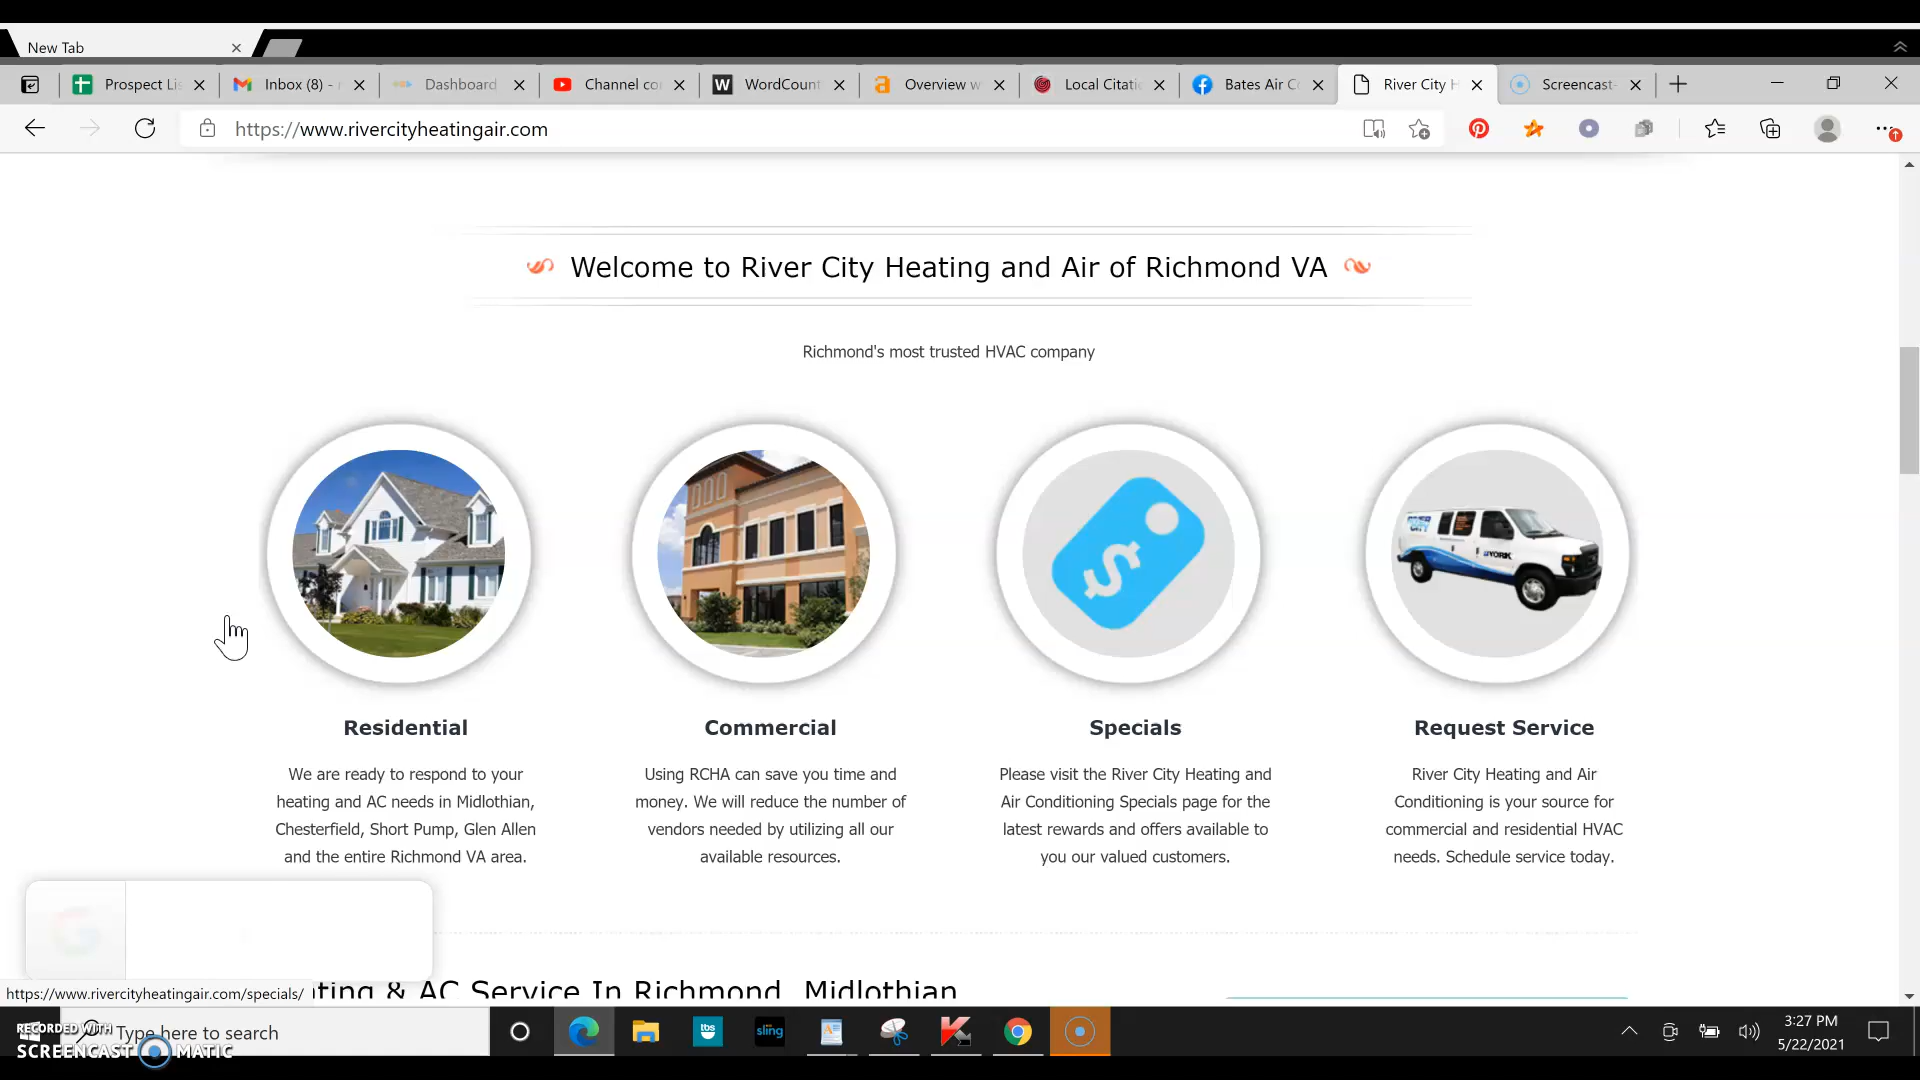 New Tab
Prospect Lis
Inbox (8) - r
Dashboard
Channel co
WordCount
Overview w
Local Citatic
Bates Air C
River City H
Screencast-
https://www.rivercityheatingair.com
Welcome to River City Heating and Air of Richmond VA
Richmond's most trusted HVAC company
YORK
Residential
We are ready to respond to your
heating and AC needs in Midlothian,
Chesterfield, Short Pump, Glen Allen
and the entire Richmond VA area.
Commercial
Using RCHA can save you time and
money. We will reduce the number of
vendors needed by utilizing all our
available resources.
Specials
Please visit the River City Heating and
Air Conditioning Specials page for the
latest rewards and offers available to
you our valued customers.
Request Service
River City Heating and Air
Conditioning is your source for
commercial and residential HVAC
needs. Schedule service today.
ting & AC Service In Richmond, Midlothian
https://www.rivercityheatingair.com/specials/
Type here to search
RECORDED WITH
SCREENCAST MATIC
lbs
sling
3:27 PM
5/22/2021